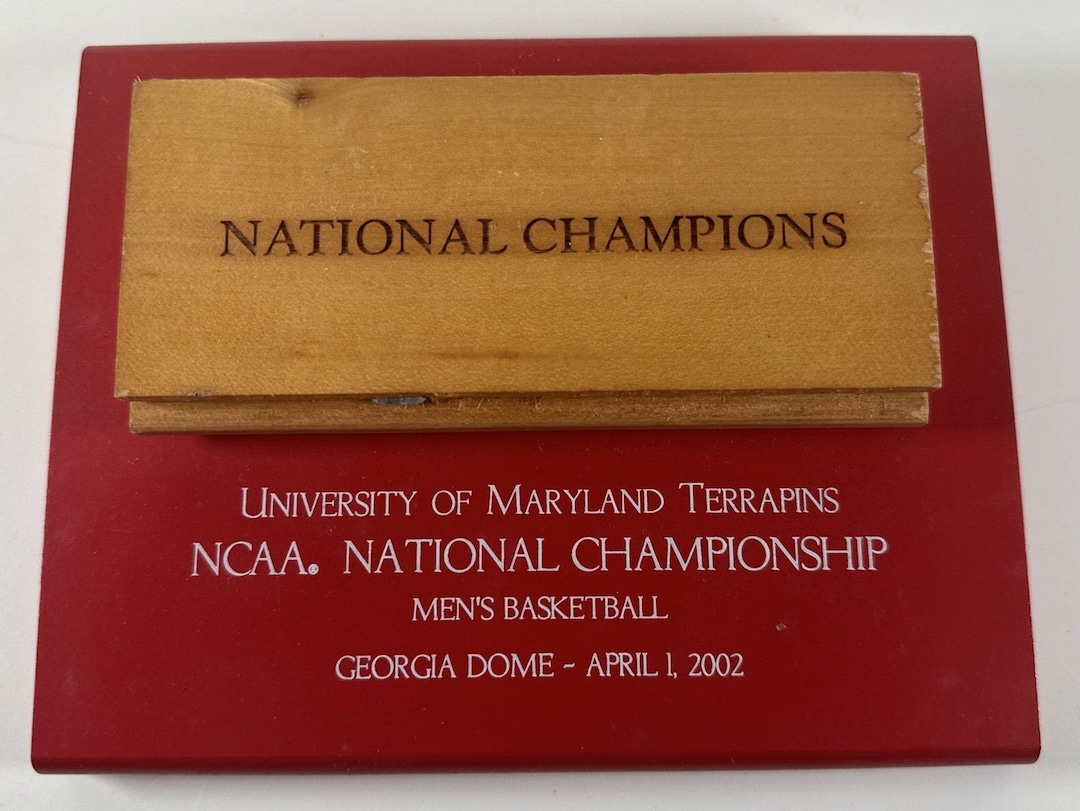 NATIONAL CHAMPIONS
UNIVERSITY OF MARYLAND TERRAPINS
NCAA® NATIONAL CHAMPIONSHIP
MEN'S BASKETBALL
GEORGIA DOME ~ APRIL 1, 2002